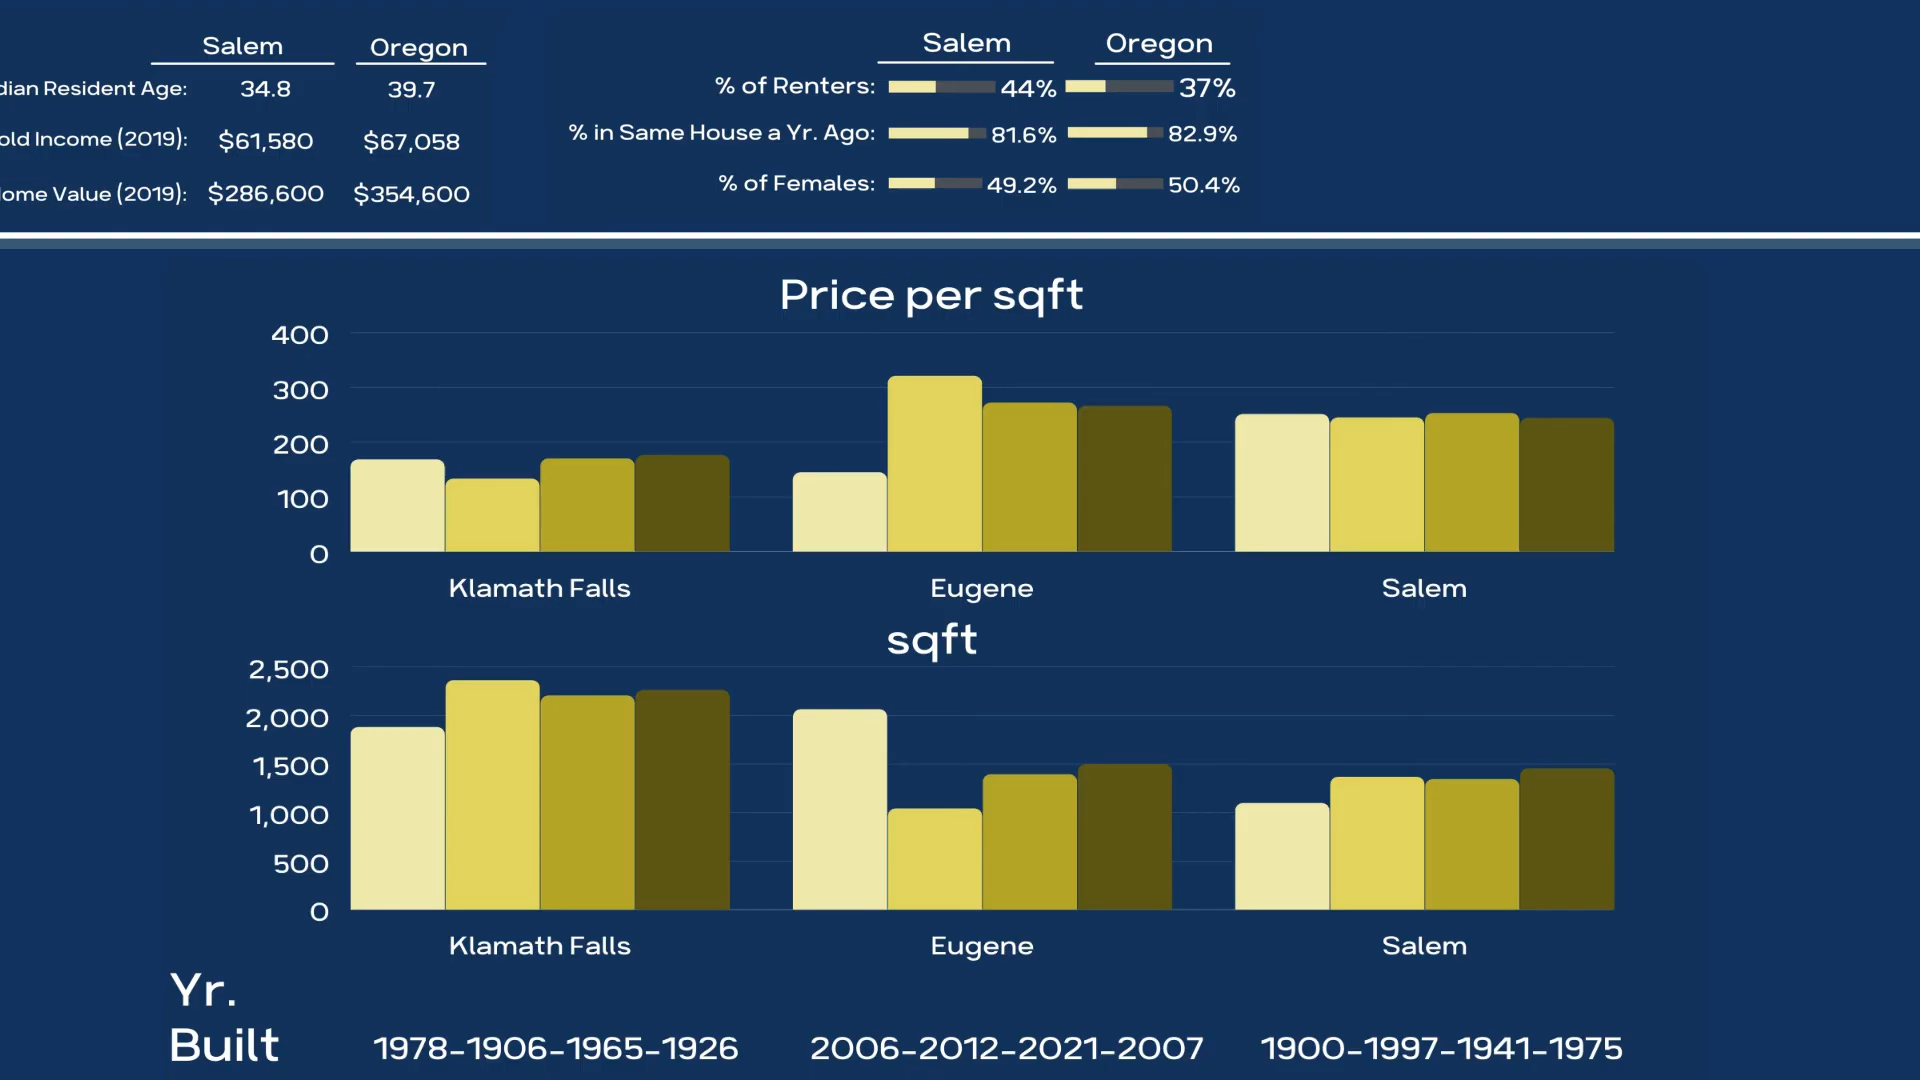 Salem Oregon
dian Resident Age: 34.8 39.7
old Income (2019): $61,580 $67,058
ome Value (2019): $286,600 $354,600
Salem Oregon
% of Renters: 44% 37%
% in Same House a Yr. Ago: 81.6% 82.9%
% of Females: 49.2% 50.4%
Price per sqft
400
300
200
100
0
Klamath Falls Eugene Salem
sqft
2,500
2,000
1,500
1,000
500
0
Klamath Falls Eugene Salem
Yr.
Built 1978-1906-1965-1926 2006-2012-2021-2007 1900-1997-1941-1975